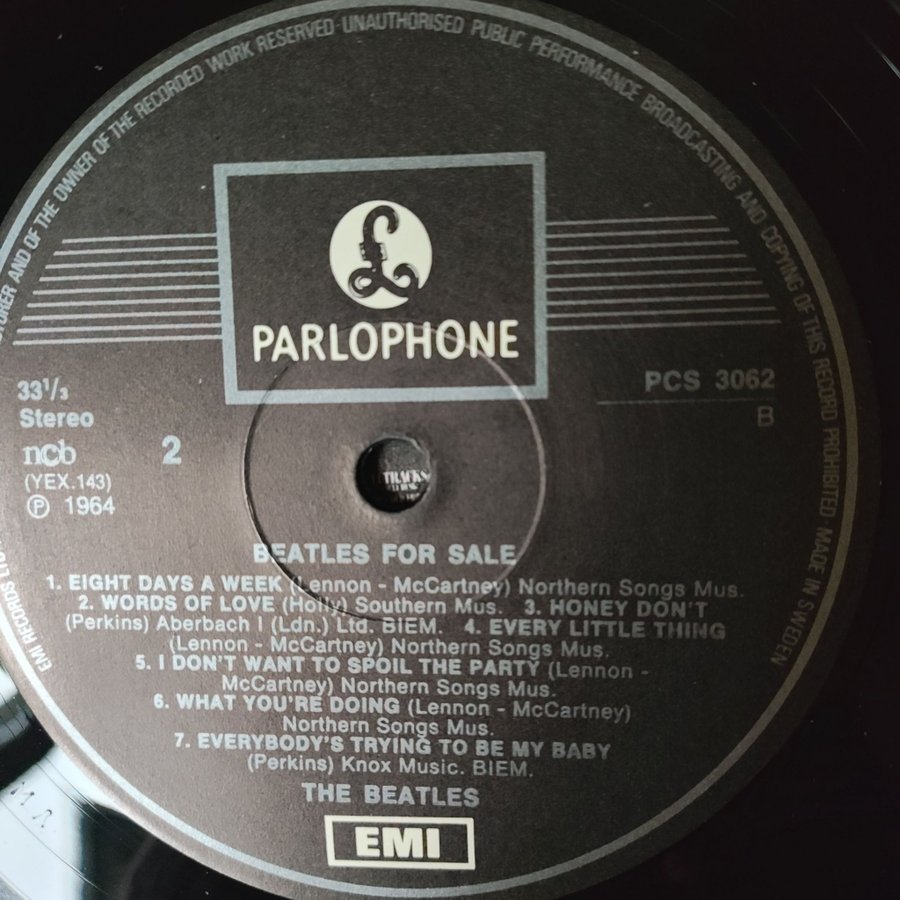 TURER AND OF THE OWNER OF THE RECORDED WORK RESERVED · UNAUTHORISED PUBLIC PERFORMANCE BROADCASTING AND COPYING OF THIS RECORD PROHIBITED · MADE IN SWEDEN
PARLOPHONE
33 1/3
Stereo
ncb
(YEX.143)
℗ 1964
2
PCS 3062
B
TRACKS
BEATLES FOR SALE
1. EIGHT DAYS A WEEK (Lennon - McCartney) Northern Songs Mus.
2. WORDS OF LOVE (Holly) Southern Mus. 3. HONEY DON'T
(Perkins) Aberbach I (Ldn.) Ltd. BIEM. 4. EVERY LITTLE THING
(Lennon - McCartney) Northern Songs Mus.
5. I DON'T WANT TO SPOIL THE PARTY (Lennon -
McCartney) Northern Songs Mus.
6. WHAT YOU'RE DOING (Lennon - McCartney)
Northern Songs Mus.
7. EVERYBODY'S TRYING TO BE MY BABY
(Perkins) Knox Music. BIEM.
THE BEATLES
EMI
EMI RECORDS